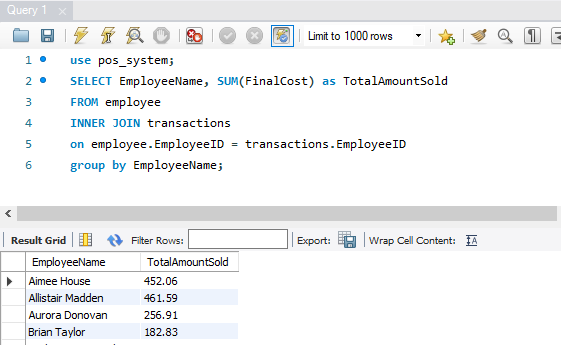 Query 1
Limit to 1000 rows
1 use pos_system;
2 SELECT EmployeeName, SUM(FinalCost) as TotalAmountSold
3 FROM employee
4 INNER JOIN transactions
5 on employee.EmployeeID = transactions.EmployeeID
6 group by EmployeeName;
Result Grid Filter Rows: Export: Wrap Cell Content:
EmployeeName TotalAmountSold
Aimee House 452.06
Allistair Madden 461.59
Aurora Donovan 256.91
Brian Taylor 182.83